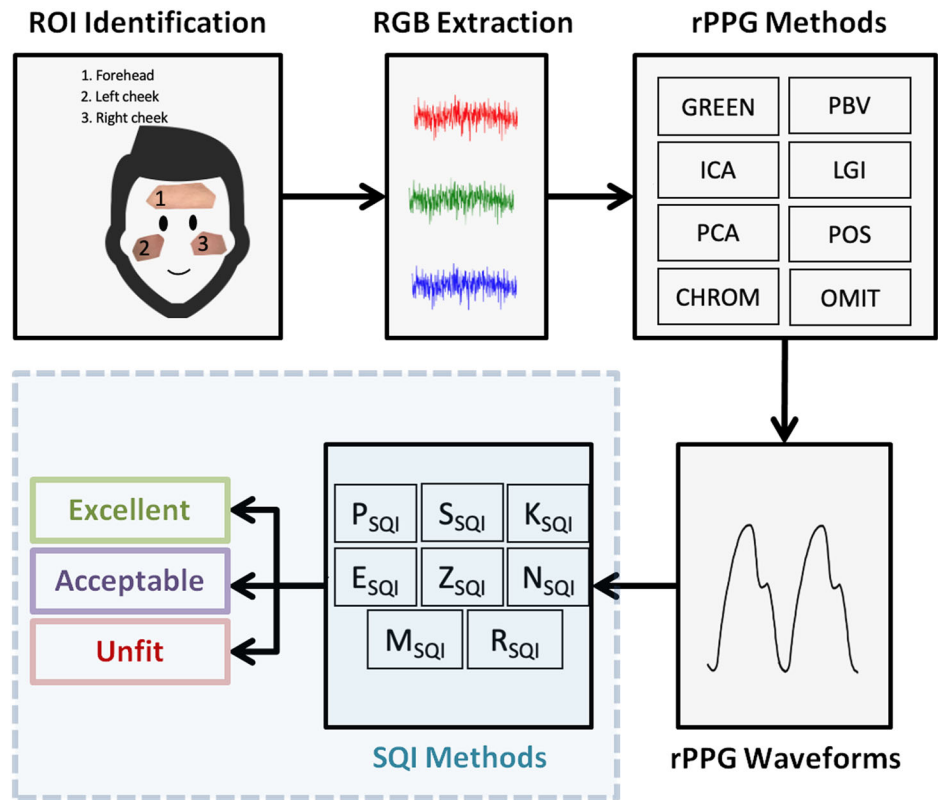 ROI Identification
RGB Extraction
rPPG Methods
1. Forehead
2. Left cheek
3. Right cheek
1
2
3
GREEN
PBV
ICA
LGI
PCA
POS
CHROM
OMIT
Excellent
Acceptable
Unfit
PSQI
SSQI
KSQI
ESQI
ZSQI
NSQI
MSQI
RSQI
SQI Methods
rPPG Waveforms